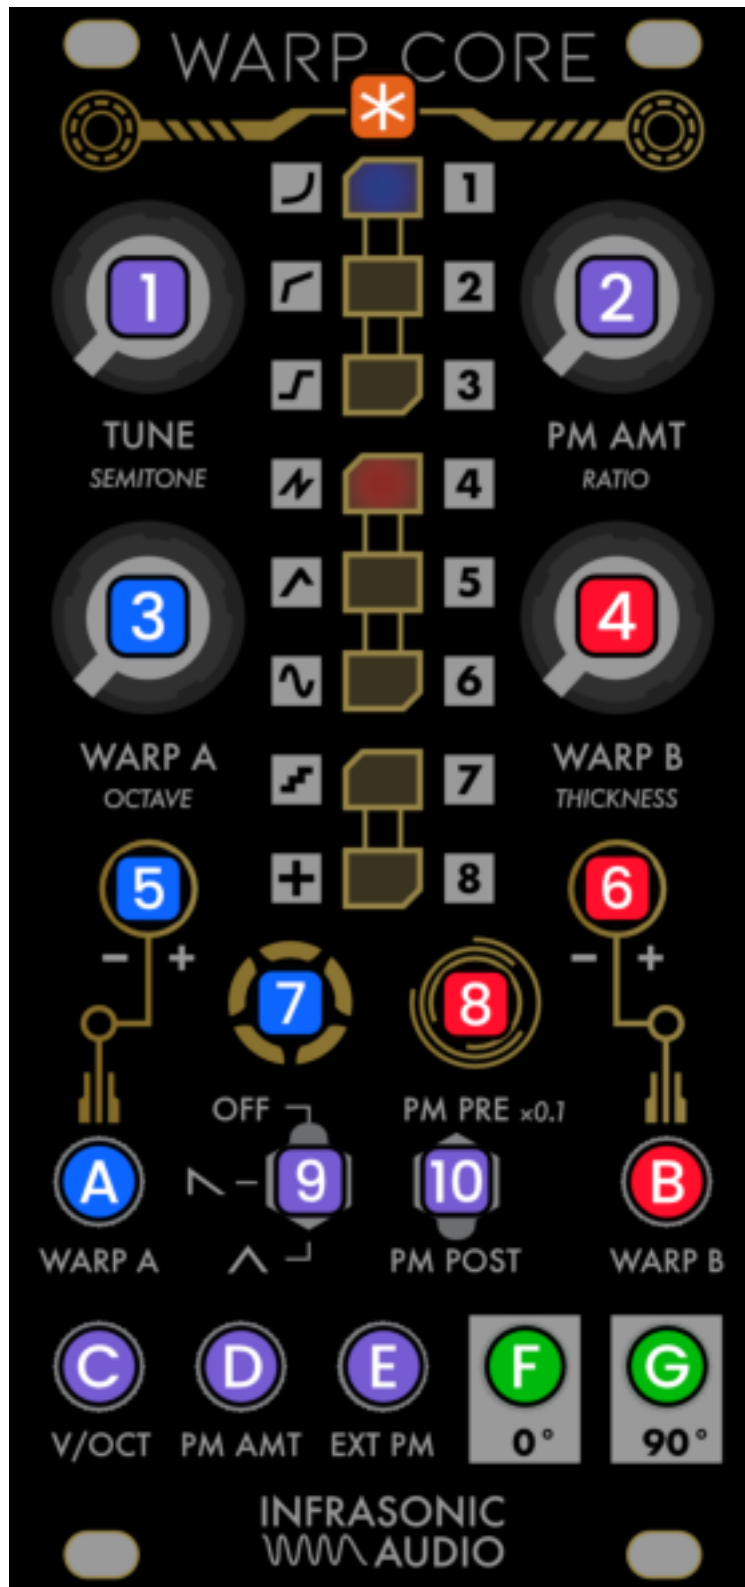 WARP CORE
*
1
1
2
2
3
TUNE
PM AMT
SEMITONE
RATIO
4
3
5
4
6
WARP A
WARP B
OCTAVE
THICKNESS
7
5
8
6
− +
− +
7
8
OFF
PM PRE ×0.1
A
9
10
B
WARP A
PM POST
WARP B
C
D
E
F
G
V/OCT
PM AMT
EXT PM
0°
90°
INFRASONIC
AUDIO